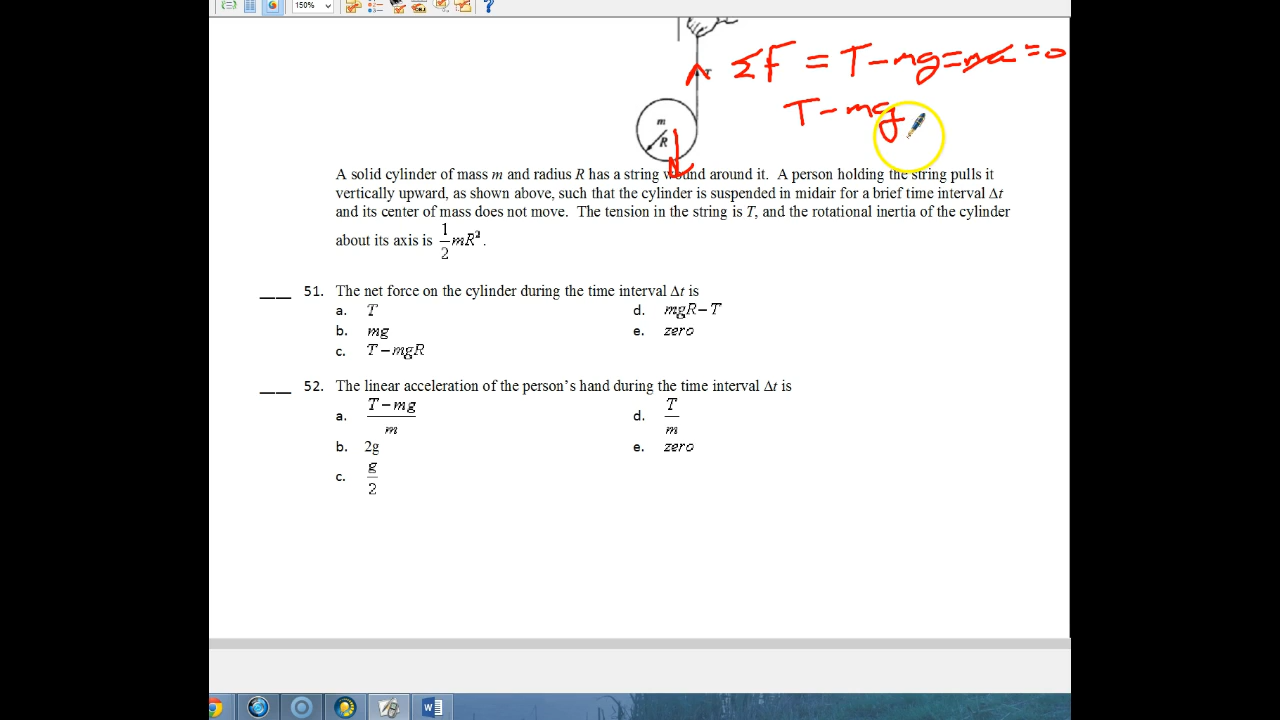 150%
ΣF = T - mg = ma = 0
T
T - mg
m
R
A solid cylinder of mass m and radius R has a string wound around it. A person holding the string pulls it
vertically upward, as shown above, such that the cylinder is suspended in midair for a brief time interval Δt
and its center of mass does not move. The tension in the string is T, and the rotational inertia of the cylinder
about its axis is 1/2 mR².
___ 51. The net force on the cylinder during the time interval Δt is
a. T d. mgR - T
b. mg e. zero
c. T - mgR
___ 52. The linear acceleration of the person's hand during the time interval Δt is
a. (T - mg)/m d. T/m
b. 2g e. zero
c. g/2